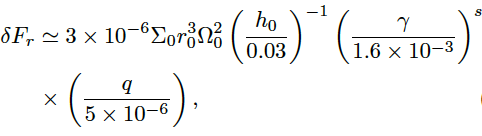 δF_r ≃ 3 × 10^{-6} Σ_0 r_0^3 Ω_0^2 (h_0 / 0.03)^{-1} (γ / 1.6 × 10^{-3})^s
× (q / 5 × 10^{-6}),